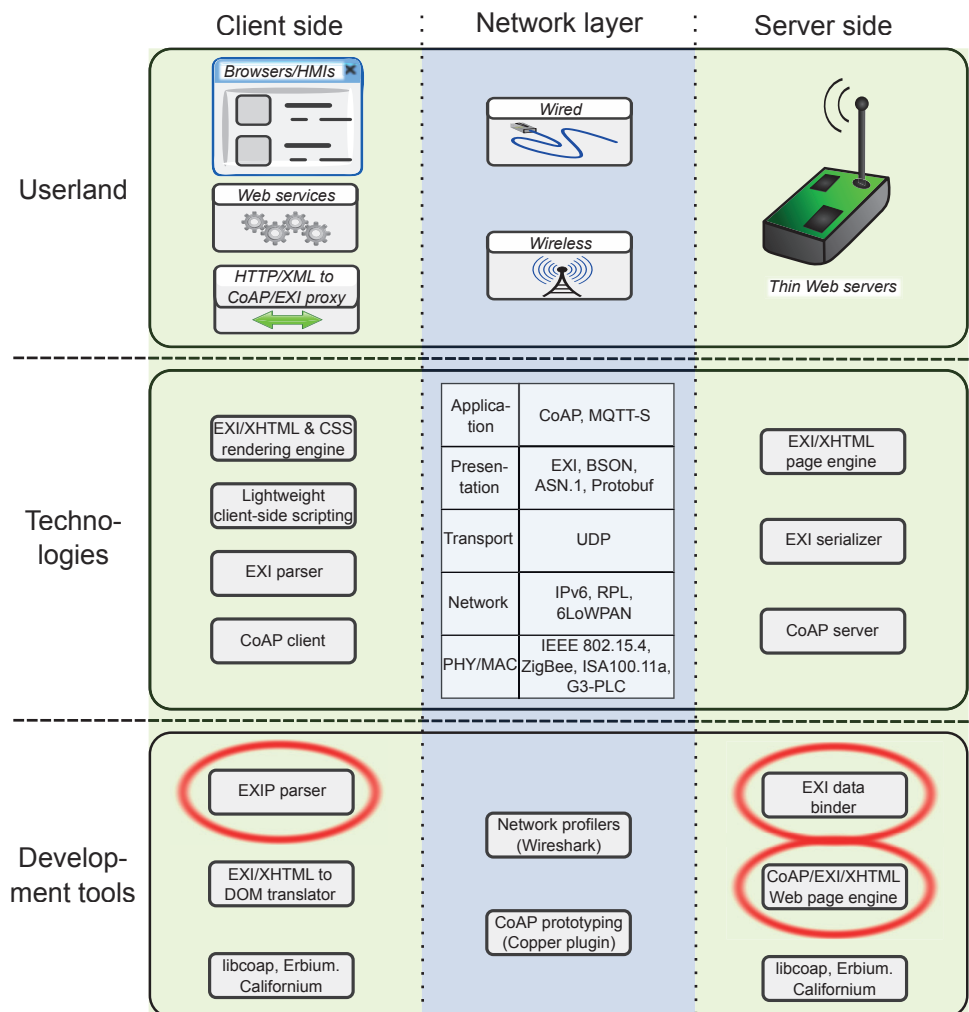 Client side
Network layer
Server side
Userland
Browsers/HMIs
Web services
HTTP/XML to
CoAP/EXI proxy
Wired
Wireless
Thin Web servers
Techno-
logies
EXI/XHTML & CSS
rendering engine
Lightweight
client-side scripting
EXI parser
CoAP client
Applica-
tion
CoAP, MQTT-S
Presen-
tation
EXI, BSON,
ASN.1, Protobuf
Transport
UDP
Network
IPv6, RPL,
6LoWPAN
PHY/MAC
IEEE 802.15.4,
ZigBee, ISA100.11a,
G3-PLC
EXI/XHTML
page engine
EXI serializer
CoAP server
Develop-
ment tools
EXIP parser
EXI/XHTML to
DOM translator
libcoap, Erbium.
Californium
Network profilers
(Wireshark)
CoAP prototyping
(Copper plugin)
EXI data
binder
CoAP/EXI/XHTML
Web page engine
libcoap, Erbium.
Californium